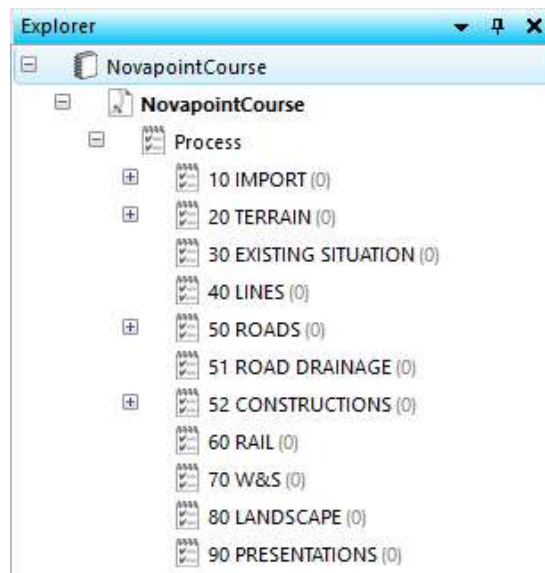 Explorer
NovapointCourse
NovapointCourse
Process
10 IMPORT (0)
20 TERRAIN (0)
30 EXISTING SITUATION (0)
40 LINES (0)
50 ROADS (0)
51 ROAD DRAINAGE (0)
52 CONSTRUCTIONS (0)
60 RAIL (0)
70 W&S (0)
80 LANDSCAPE (0)
90 PRESENTATIONS (0)